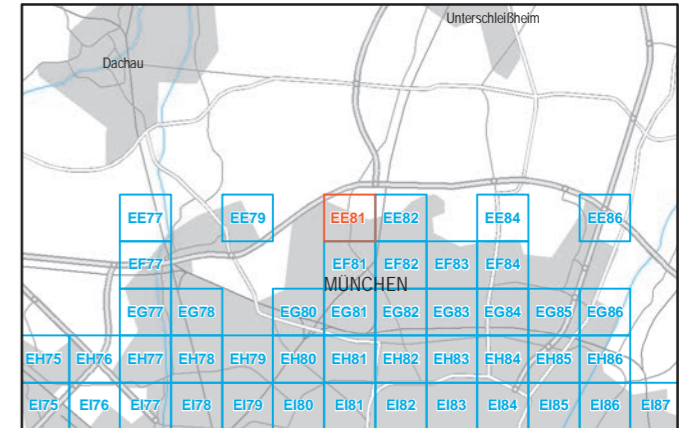 Unterschleißheim
Dachau
EE77 EE79 EE81 EE82 EE84 EE86
EF77 EF81 EF82 EF83 EF84
MÜNCHEN
EG77 EG78 EG80 EG81 EG82 EG83 EG84 EG85 EG86
EH75 EH76 EH77 EH78 EH79 EH80 EH81 EH82 EH83 EH84 EH85 EH86
EI75 EI76 EI77 EI78 EI79 EI80 EI81 EI82 EI83 EI84 EI85 EI86 EI87